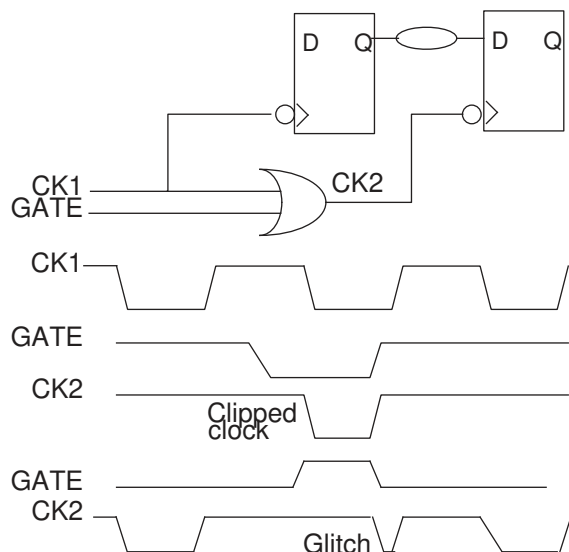 D Q D Q
CK1
GATE
CK2
CK1
GATE
CK2
Clipped
clock
GATE
CK2
Glitch